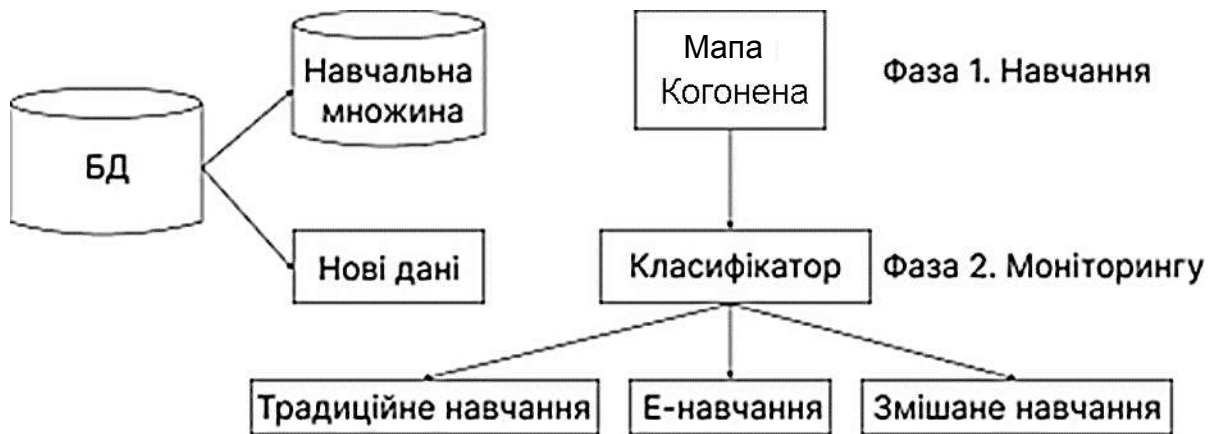 Навчальна
множина
Мапа
Когонена
Фаза 1. Навчання
БД
Нові дані
Класифікатор
Фаза 2. Моніторингу
Традиційне навчання
Е-навчання
Змішане навчання